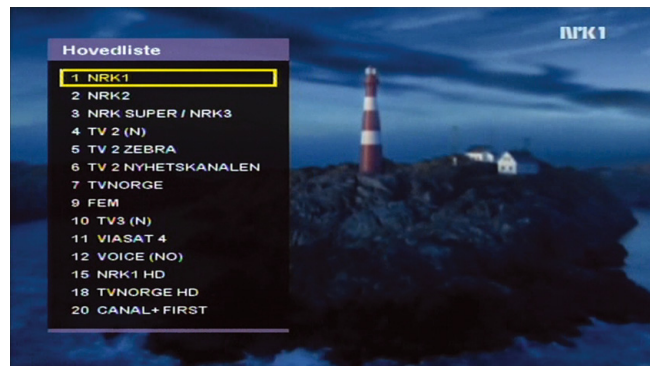 NRK1
Hovedliste
1 NRK1
2 NRK2
3 NRK SUPER / NRK3
4 TV 2 (N)
5 TV 2 ZEBRA
6 TV 2 NYHETSKANALEN
7 TVNORGE
9 FEM
10 TV3 (N)
11 VIASAT 4
12 VOICE (NO)
15 NRK1 HD
18 TVNORGE HD
20 CANAL+ FIRST